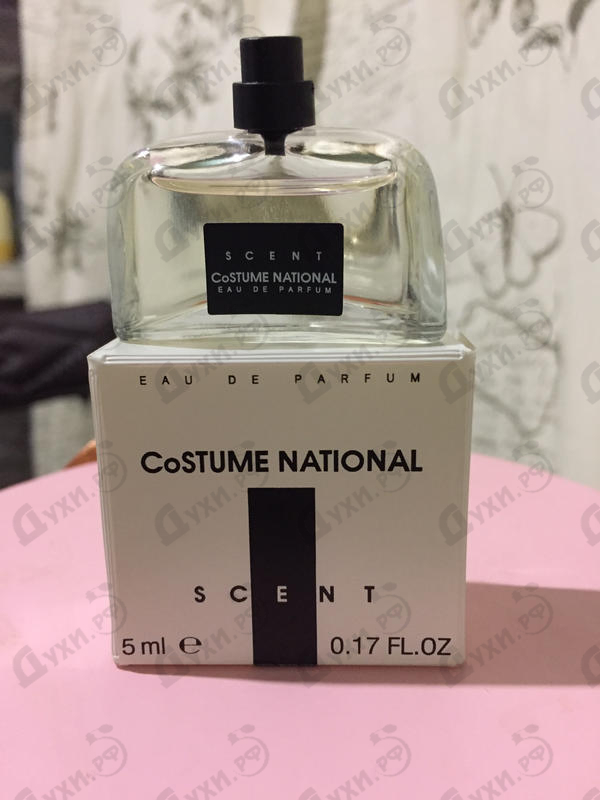 SCENT
CoSTUME NATIONAL
EAU DE PARFUM
EAU DE PARFUM
CoSTUME NATIONAL
SCENT
5 ml ℮ 0.17 FL.OZ
Духи.РФ